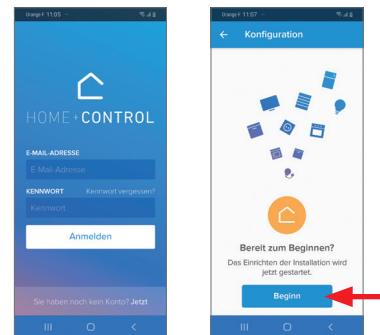 Orange F 11:05
HOME+CONTROL
E-MAIL-ADRESSE
E-Mail-Adresse
KENNWORT Kennwort vergessen?
Kennwort
Anmelden
Sie haben noch kein Konto? Jetzt
Orange F 11:07
Konfiguration
Bereit zum Beginnen?
Das Einrichten der Installation wird
jetzt gestartet.
Beginn